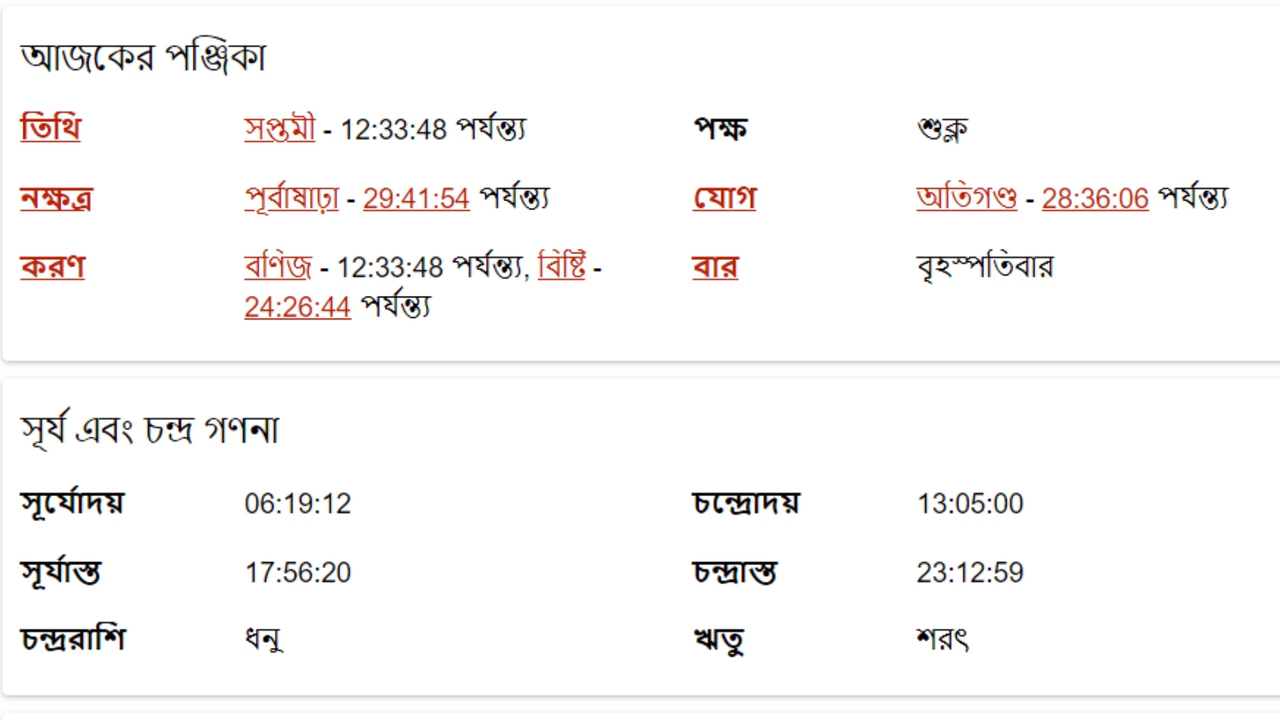 আজকের পঞ্জিকা
তিথি সপ্তমী - 12:33:48 পর্যন্ত্য পক্ষ শুক্ল
নক্ষত্র পূর্বাষাঢ়া - 29:41:54 পর্যন্ত্য যোগ অতিগণ্ড - 28:36:06 পর্যন্ত্য
করণ বণিজ - 12:33:48 পর্যন্ত্য, বিষ্টি - বার বৃহস্পতিবার
24:26:44 পর্যন্ত্য
সূর্য এবং চন্দ্র গণনা
সূর্যোদয় 06:19:12 চন্দ্রোদয় 13:05:00
সূর্যাস্ত 17:56:20 চন্দ্রাস্ত 23:12:59
চন্দ্ররাশি ধনু ঋতু শরৎ